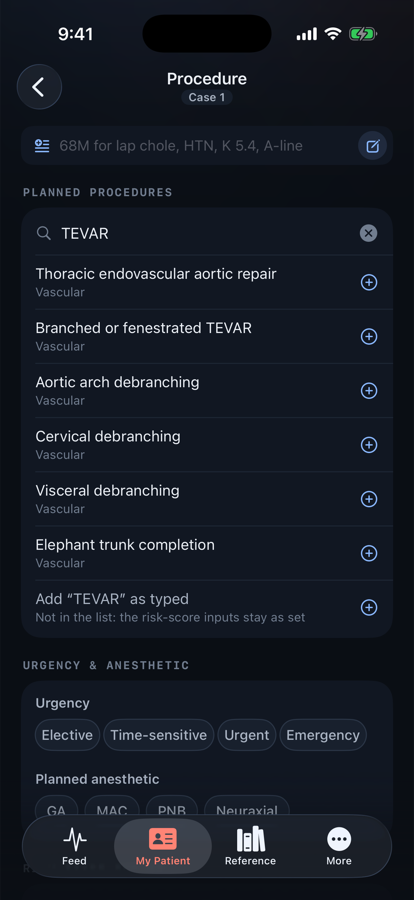 9:41
Procedure
Case 1
68M for lap chole, HTN, K 5.4, A-line
PLANNED PROCEDURES
TEVAR
Thoracic endovascular aortic repair
Vascular
Branched or fenestrated TEVAR
Vascular
Aortic arch debranching
Vascular
Cervical debranching
Vascular
Visceral debranching
Vascular
Elephant trunk completion
Vascular
Add “TEVAR” as typed
Not in the list: the risk-score inputs stay as set
URGENCY & ANESTHETIC
Urgency
Elective Time-sensitive Urgent Emergency
Planned anesthetic
GA MAC PNB Neuraxial
Feed My Patient Reference More